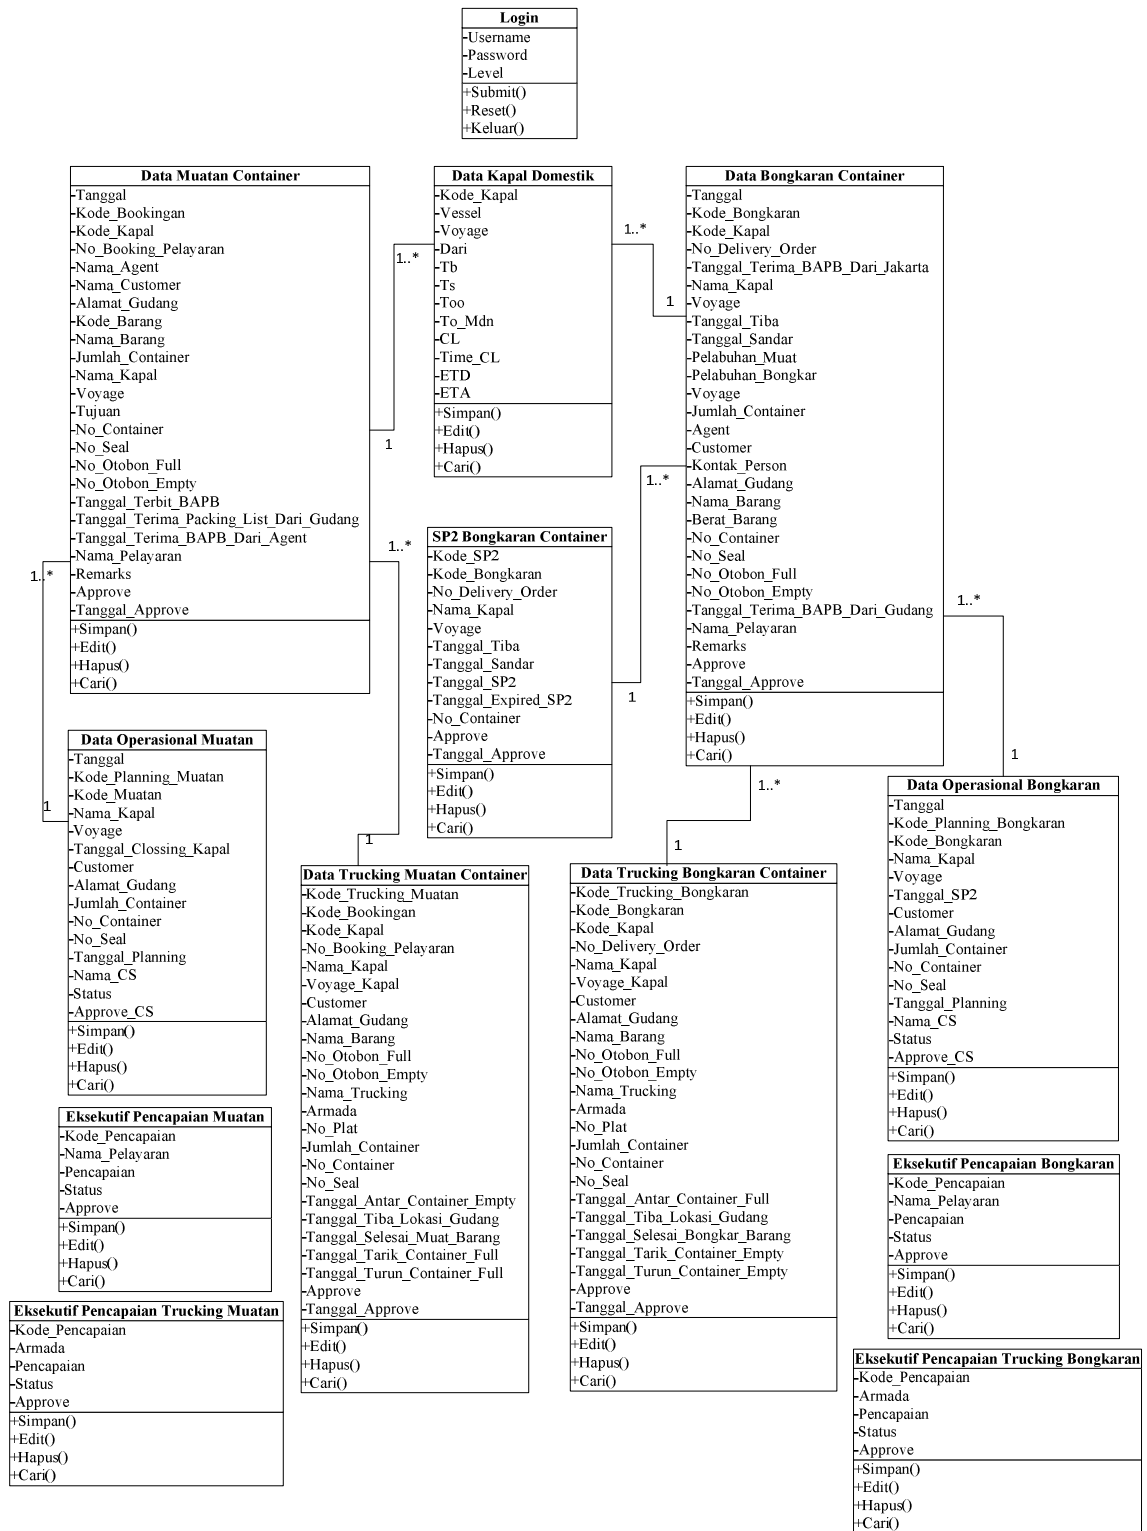 Login
-Username
-Password
-Level
+Submit()
+Reset()
+Keluar()
Data Muatan Container
-Tanggal
-Kode_Bookingan
-Kode_Kapal
-No_Booking_Pelayaran
-Nama_Agent
-Nama_Customer
-Alamat_Gudang
-Kode_Barang
-Nama_Barang
-Jumlah_Container
-Nama_Kapal
-Voyage
-Tujuan
-No_Container
-No_Seal
-No_Otobon_Full
-No_Otobon_Empty
-Tanggal_Terbit_BAPB
-Tanggal_Terima_Packing_List_Dari_Gudang
-Tanggal_Terima_BAPB_Dari_Agent
-Nama_Pelayaran
-Remarks
-Approve
-Tanggal_Approve
+Simpan()
+Edit()
+Hapus()
+Cari()
1..*
1
1..*
1
1..*
1
Data Kapal Domestik
-Kode_Kapal
-Vessel
-Voyage
-Dari
-Tb
-Ts
-Too
-To_Mdn
-CL
-Time_CL
-ETD
-ETA
+Simpan()
+Edit()
+Hapus()
+Cari()
1..*
1
Data Bongkaran Container
-Tanggal
-Kode_Bongkaran
-Kode_Kapal
-No_Delivery_Order
-Tanggal_Terima_BAPB_Dari_Jakarta
-Nama_Kapal
-Voyage
-Tanggal_Tiba
-Tanggal_Sandar
-Pelabuhan_Muat
-Pelabuhan_Bongkar
-Voyage
-Jumlah_Container
-Agent
-Customer
-Kontak_Person
-Alamat_Gudang
-Nama_Barang
-Berat_Barang
-No_Container
-No_Seal
-No_Otobon_Full
-No_Otobon_Empty
-Tanggal_Terima_BAPB_Dari_Gudang
-Nama_Pelayaran
-Remarks
-Approve
-Tanggal_Approve
+Simpan()
+Edit()
+Hapus()
+Cari()
1..*
1
1..*
1
1..*
1
SP2 Bongkaran Container
-Kode_SP2
-Kode_Bongkaran
-No_Delivery_Order
-Nama_Kapal
-Voyage
-Tanggal_Tiba
-Tanggal_Sandar
-Tanggal_SP2
-Tanggal_Expired_SP2
-No_Container
-Approve
-Tanggal_Approve
+Simpan()
+Edit()
+Hapus()
+Cari()
Data Operasional Muatan
-Tanggal
-Kode_Planning_Muatan
-Kode_Muatan
-Nama_Kapal
-Voyage
-Tanggal_Clossing_Kapal
-Customer
-Alamat_Gudang
-Jumlah_Container
-No_Container
-No_Seal
-Tanggal_Planning
-Nama_CS
-Status
-Approve_CS
+Simpan()
+Edit()
+Hapus()
+Cari()
Data Trucking Muatan Container
-Kode_Trucking_Muatan
-Kode_Bookingan
-Kode_Kapal
-No_Booking_Pelayaran
-Nama_Kapal
-Voyage_Kapal
-Customer
-Alamat_Gudang
-Nama_Barang
-No_Otobon_Full
-No_Otobon_Empty
-Nama_Trucking
-Armada
-No_Plat
-Jumlah_Container
-No_Container
-No_Seal
-Tanggal_Antar_Container_Empty
-Tanggal_Tiba_Lokasi_Gudang
-Tanggal_Selesai_Muat_Barang
-Tanggal_Tarik_Container_Full
-Tanggal_Turun_Container_Full
-Approve
-Tanggal_Approve
+Simpan()
+Edit()
+Hapus()
+Cari()
Data Trucking Bongkaran Container
-Kode_Trucking_Bongkaran
-Kode_Bongkaran
-Kode_Kapal
-No_Delivery_Order
-Nama_Kapal
-Voyage_Kapal
-Customer
-Alamat_Gudang
-Nama_Barang
-No_Otobon_Full
-No_Otobon_Empty
-Nama_Trucking
-Armada
-No_Plat
-Jumlah_Container
-No_Container
-No_Seal
-Tanggal_Antar_Container_Full
-Tanggal_Tiba_Lokasi_Gudang
-Tanggal_Selesai_Bongkar_Barang
-Tanggal_Tarik_Container_Empty
-Tanggal_Turun_Container_Empty
-Approve
-Tanggal_Approve
+Simpan()
+Edit()
+Hapus()
+Cari()
Data Operasional Bongkaran
-Tanggal
-Kode_Planning_Bongkaran
-Kode_Bongkaran
-Nama_Kapal
-Voyage
-Tanggal_SP2
-Customer
-Alamat_Gudang
-Jumlah_Container
-No_Container
-No_Seal
-Tanggal_Planning
-Nama_CS
-Status
-Approve_CS
+Simpan()
+Edit()
+Hapus()
+Cari()
Eksekutif Pencapaian Muatan
-Kode_Pencapaian
-Nama_Pelayaran
-Pencapaian
-Status
-Approve
+Simpan()
+Edit()
+Hapus()
+Cari()
Eksekutif Pencapaian Bongkaran
-Kode_Pencapaian
-Nama_Pelayaran
-Pencapaian
-Status
-Approve
+Simpan()
+Edit()
+Hapus()
+Cari()
Eksekutif Pencapaian Trucking Muatan
-Kode_Pencapaian
-Armada
-Pencapaian
-Status
-Approve
+Simpan()
+Edit()
+Hapus()
+Cari()
Eksekutif Pencapaian Trucking Bongkaran
-Kode_Pencapaian
-Armada
-Pencapaian
-Status
-Approve
+Simpan()
+Edit()
+Hapus()
+Cari()